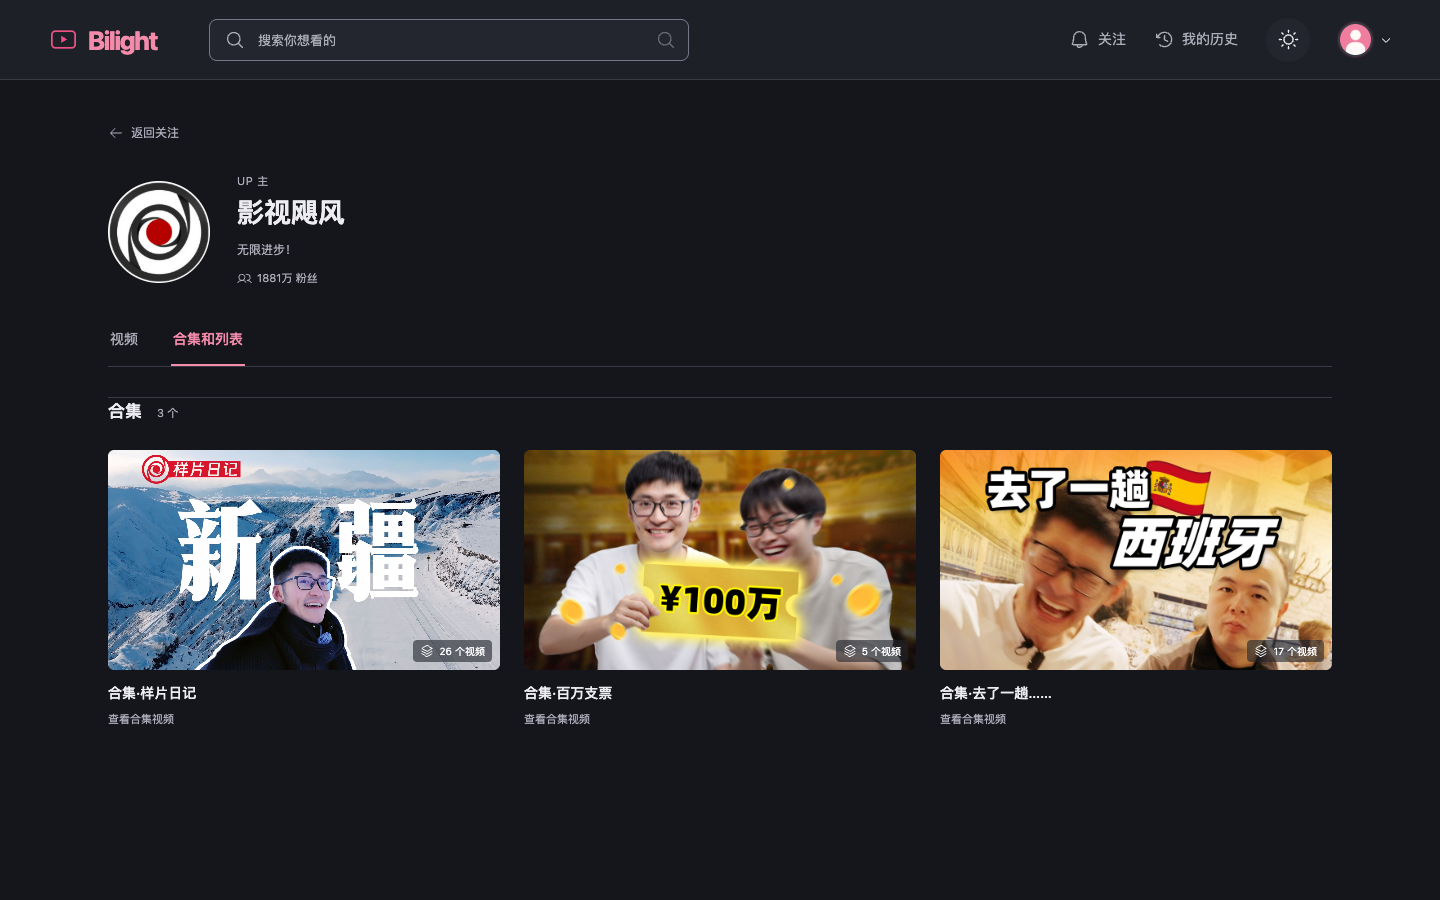 Bilight
搜索你想看的
关注
我的历史
返回关注
UP 主
影视飓风
无限进步！
1881万 粉丝
视频
合集和列表
合集
3 个
样片日记
新疆
26 个视频
¥100万
5 个视频
去了一趟
西班牙
17 个视频
合集·样片日记
合集·百万支票
合集·去了一趟......
查看合集视频
查看合集视频
查看合集视频